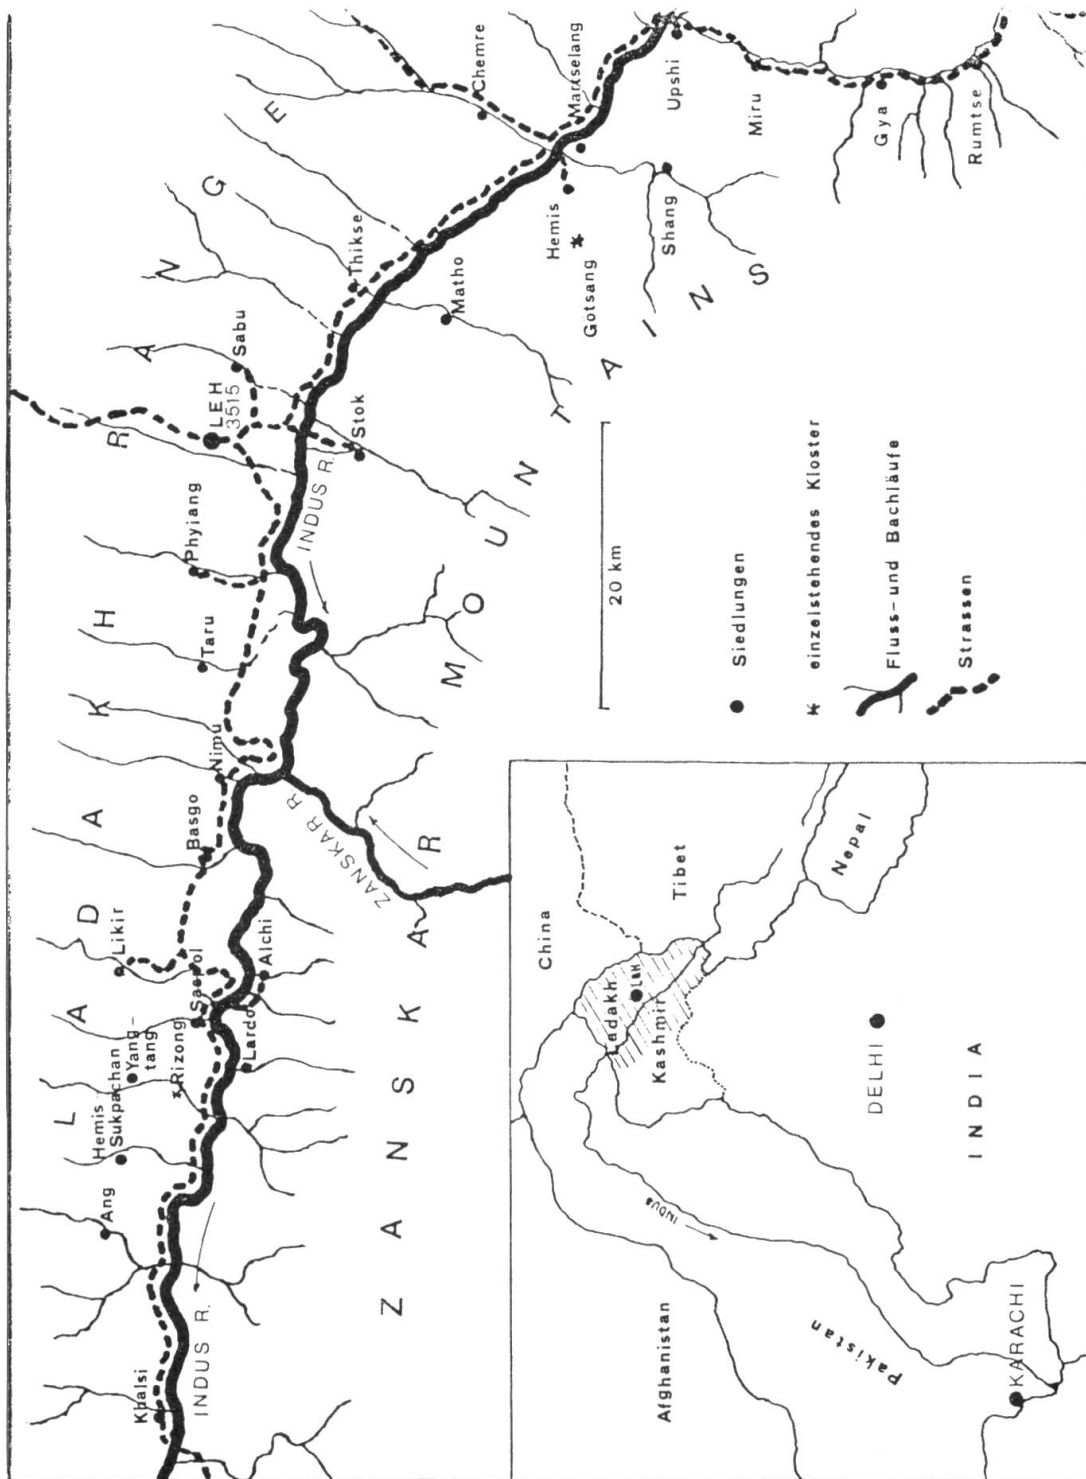 LADAKH RANGE
ZANSKAR MOUNTAINS
Khalsi
INDUS R.
Ang
Hemis
Sukpachan
Yang-
tang
Rizong
Saspol
Lardo
Alchi
Likir
Basgo
Nimu
ZANSKAR R
Taru
Phyiang
INDUS R.
LEH
3515
Sabu
Stok
Thikse
Matho
Chemre
Martselang
Hemis
Götsang
Shang
Upshi
Miru
Gya
Rumtse
20 km
Siedlungen
einzelstehendes Kloster
Fluss- und Bachläufe
Strassen
China
Tibet
Ladakh
Leh
Kashmir
Nepal
DELHI
INDIA
INDUS
Afghanistan
Pakistan
KARACHI